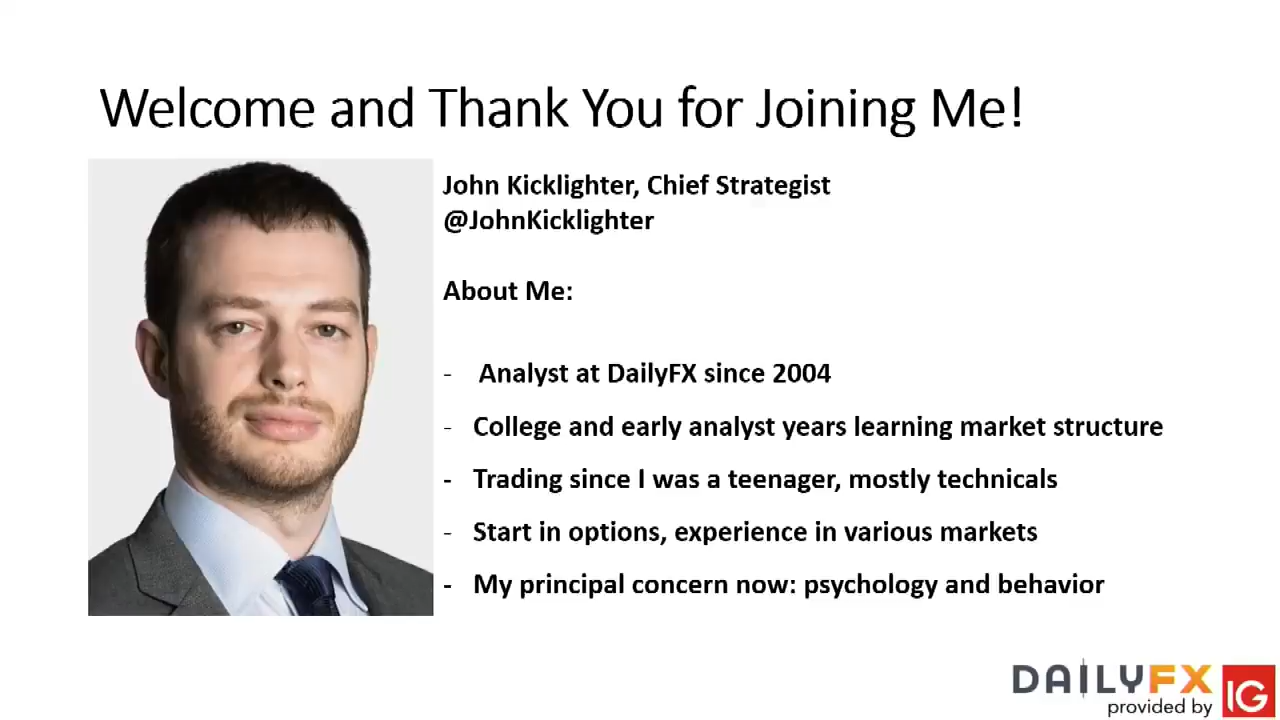 Welcome and Thank You for Joining Me!
John Kicklighter, Chief Strategist
@JohnKicklighter
About Me:
- Analyst at DailyFX since 2004
- College and early analyst years learning market structure
- Trading since I was a teenager, mostly technicals
- Start in options, experience in various markets
- My principal concern now: psychology and behavior
DAILYFX
provided by IG